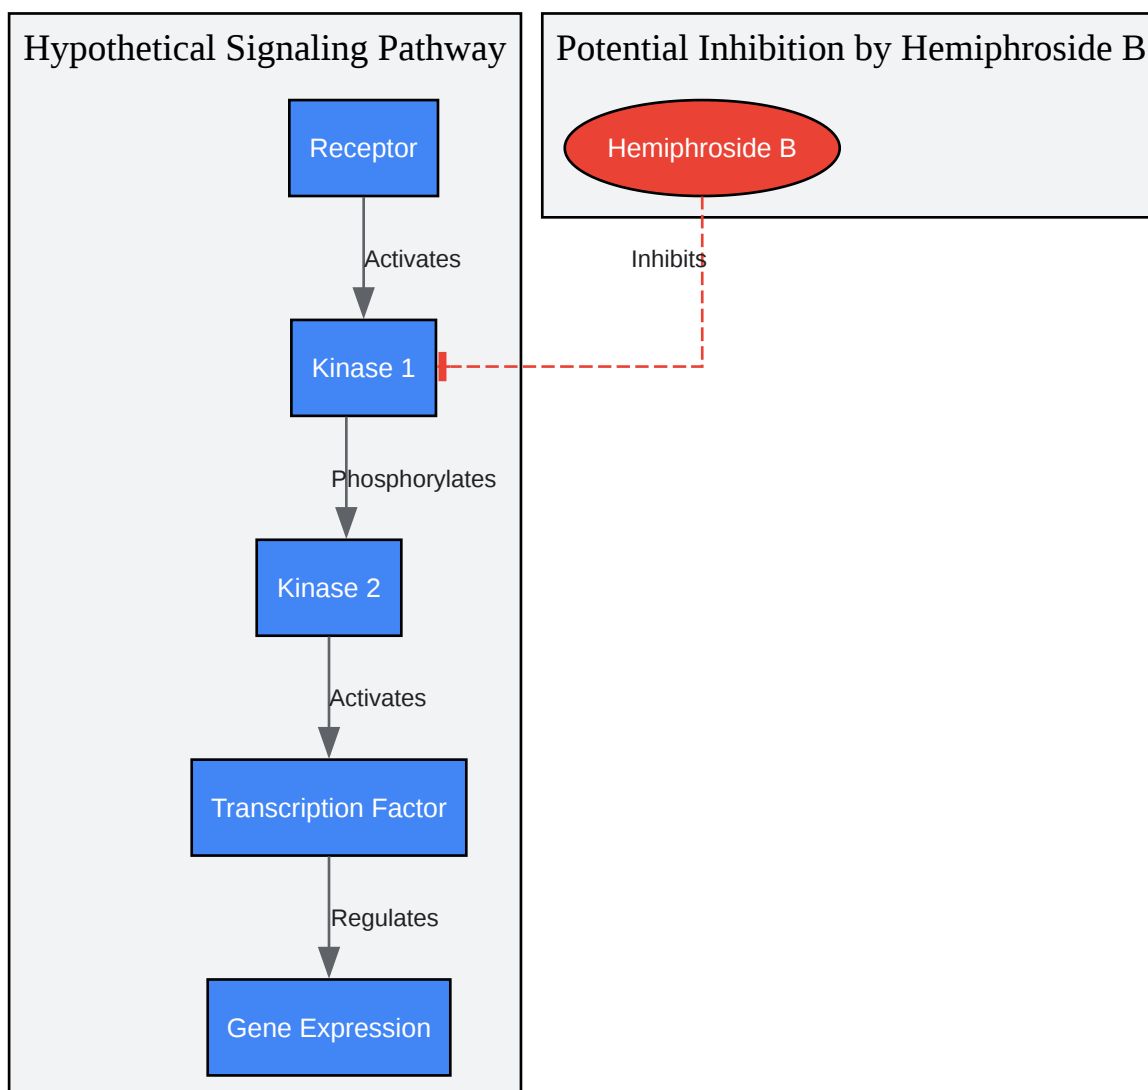 Hypothetical Signaling Pathway
Potential Inhibition by Hemiphroside B
Receptor
Hemiphroside B
Activates
Inhibits
Kinase 1
Phosphorylates
Kinase 2
Activates
Transcription Factor
Regulates
Gene Expression